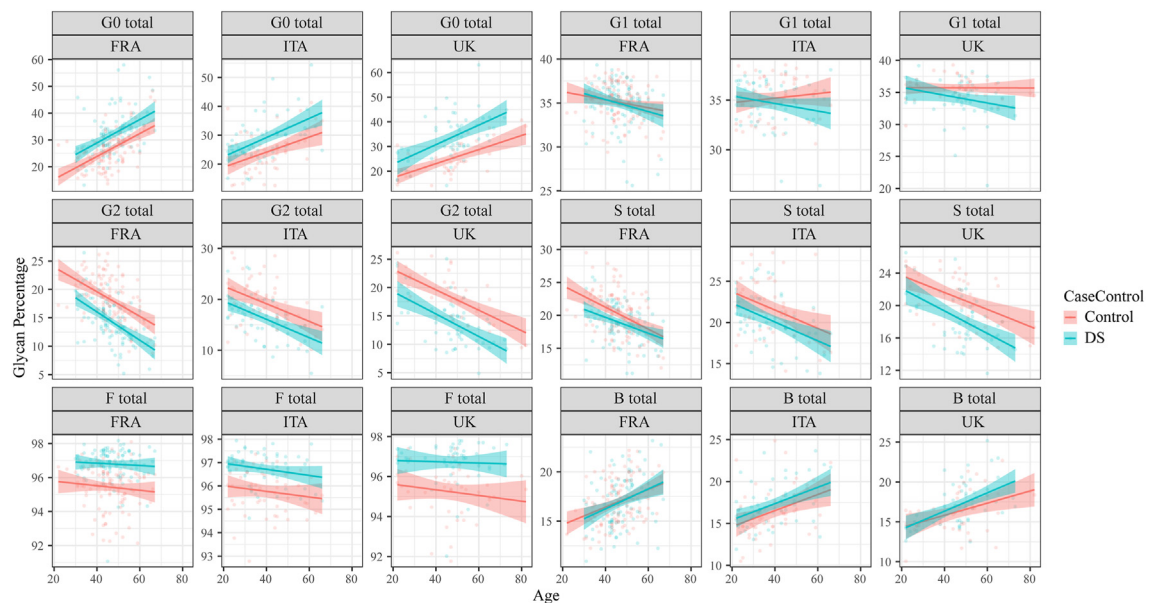 G0 total G0 total G0 total G1 total G1 total G1 total
FRA ITA UK FRA ITA UK
60 50 40 30 20
50 40 30 20
60 50 40 30 20
40 35 30 25
35 30
40 35 30 25 20
G2 total G2 total G2 total S total S total S total
FRA ITA UK FRA ITA UK
25 20 15 10 5
30 20 10
25 20 15 10 5
30 25 20 15
25 20 15
24 20 16 12
Glycan Percentage
CaseControl
Control
DS
F total F total F total B total B total B total
FRA ITA UK FRA ITA UK
98 96 94 92
98 97 96 95 94 93
98 96 94 92
20 15
25 20 15 10
25 20 15 10
20 40 60 80 20 40 60 80 20 40 60 80 20 40 60 80 20 40 60 80 20 40 60 80
Age